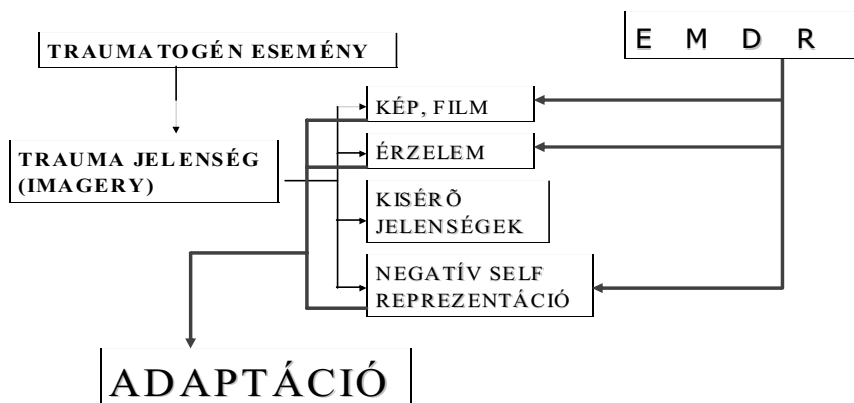 E M D R
TRAUMATOGÉN ESEMÉNY
KÉP, FILM
TRAUMA JELENSÉG
(IMAGERY)
ÉRZELEM
KISÉRÕ
JELENSÉGEK
NEGATÍV SELF
REPREZENTÁCIÓ
ADAPTÁCIÓ